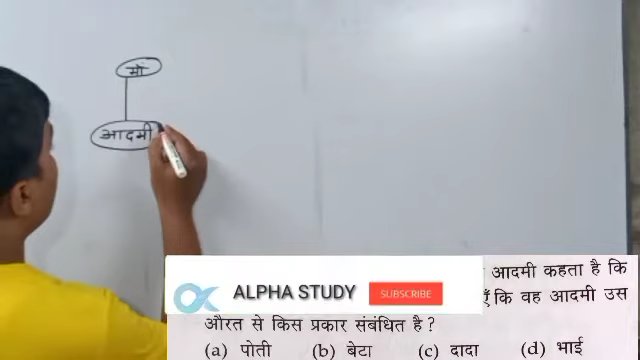 माँ
आदमी
आदमी कहता है कि
ALPHA STUDY
SUBSCRIBE
कि वह आदमी उस
औरत से किस प्रकार संबंधित है ?
(a) पोती (b) बेटा (c) दादा (d) भाई